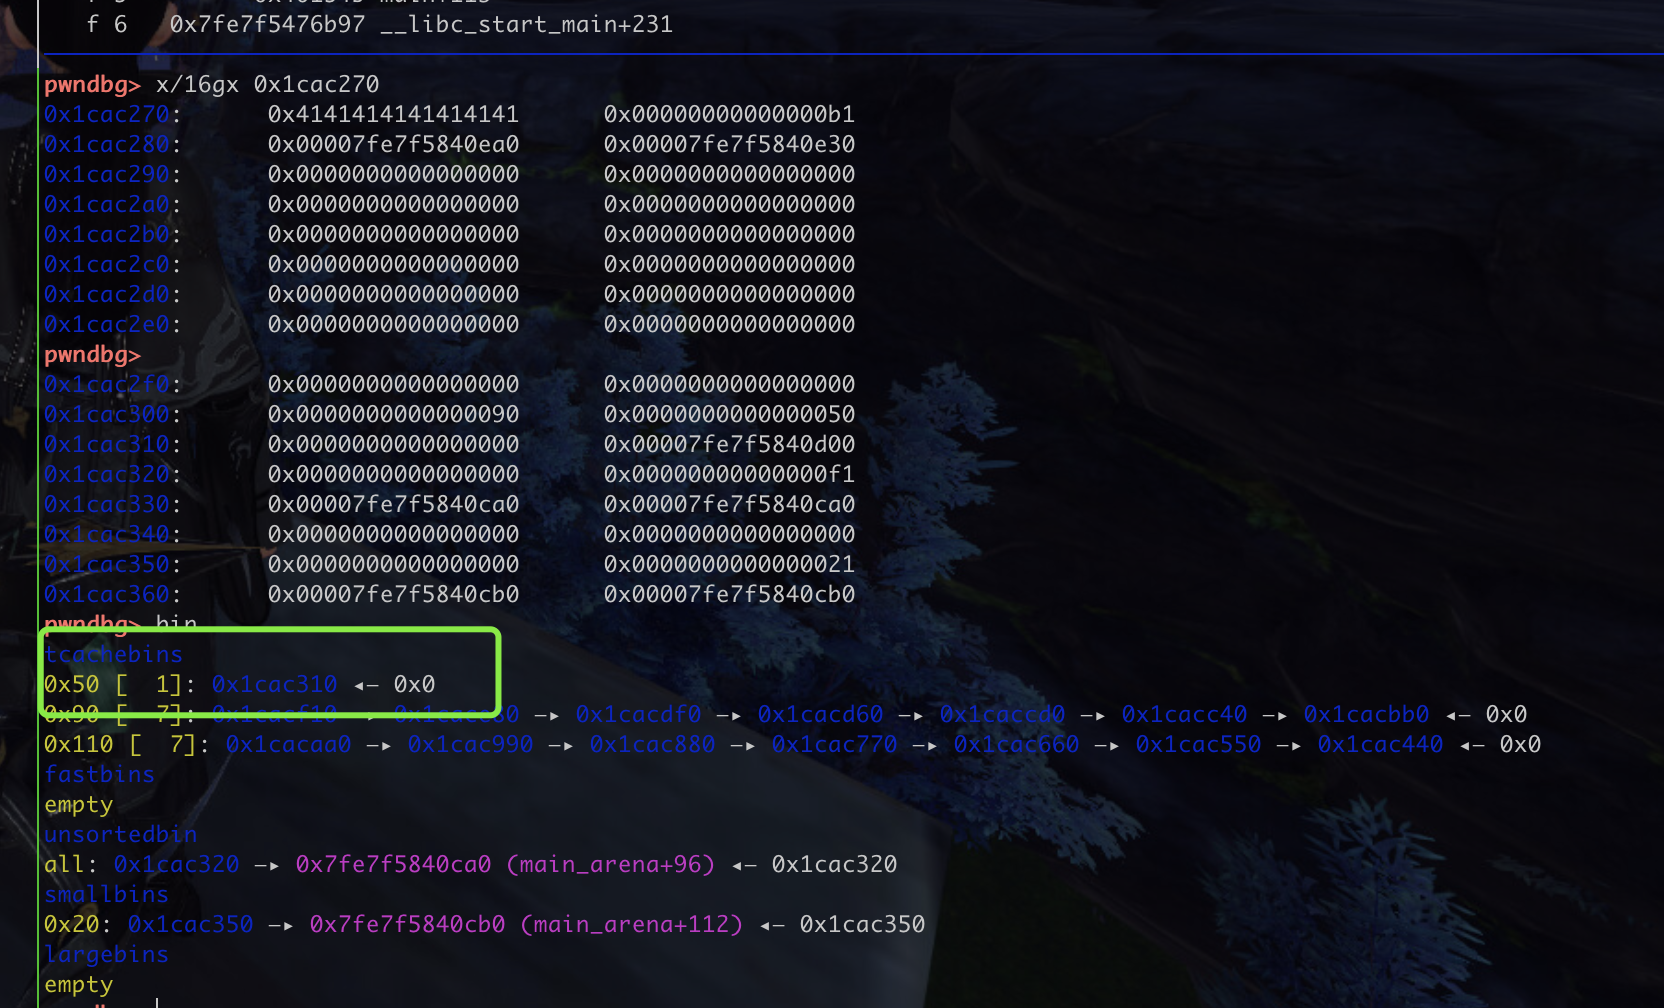 f 6   0x7fe7f5476b97 __libc_start_main+231
pwndbg> x/16gx 0x1cac270
0x1cac270:      0x4141414141414141      0x00000000000000b1
0x1cac280:      0x00007fe7f5840ea0      0x00007fe7f5840e30
0x1cac290:      0x0000000000000000      0x0000000000000000
0x1cac2a0:      0x0000000000000000      0x0000000000000000
0x1cac2b0:      0x0000000000000000      0x0000000000000000
0x1cac2c0:      0x0000000000000000      0x0000000000000000
0x1cac2d0:      0x0000000000000000      0x0000000000000000
0x1cac2e0:      0x0000000000000000      0x0000000000000000
pwndbg>
0x1cac2f0:      0x0000000000000000      0x0000000000000000
0x1cac300:      0x0000000000000090      0x0000000000000050
0x1cac310:      0x0000000000000000      0x00007fe7f5840d00
0x1cac320:      0x0000000000000000      0x00000000000000f1
0x1cac330:      0x00007fe7f5840ca0      0x00007fe7f5840ca0
0x1cac340:      0x0000000000000000      0x0000000000000000
0x1cac350:      0x0000000000000000      0x0000000000000021
0x1cac360:      0x00007fe7f5840cb0      0x00007fe7f5840cb0
pwndbg> bin
tcachebins
0x50 [  1]: 0x1cac310 ◂— 0x0
0x90 [  7]: 0x1cacf10 —▸ —▸ 0x1cacdf0 —▸ 0x1cacd60 —▸ 0x1caccd0 —▸ 0x1cacc40 —▸ 0x1cacbb0 ◂— 0x0
0x110 [  7]: 0x1cacaa0 —▸ 0x1cac990 —▸ 0x1cac880 —▸ 0x1cac770 —▸ 0x1cac660 —▸ 0x1cac550 —▸ 0x1cac440 ◂— 0x0
fastbins
empty
unsortedbin
all: 0x1cac320 —▸ 0x7fe7f5840ca0 (main_arena+96) ◂— 0x1cac320
smallbins
0x20: 0x1cac350 —▸ 0x7fe7f5840cb0 (main_arena+112) ◂— 0x1cac350
largebins
empty